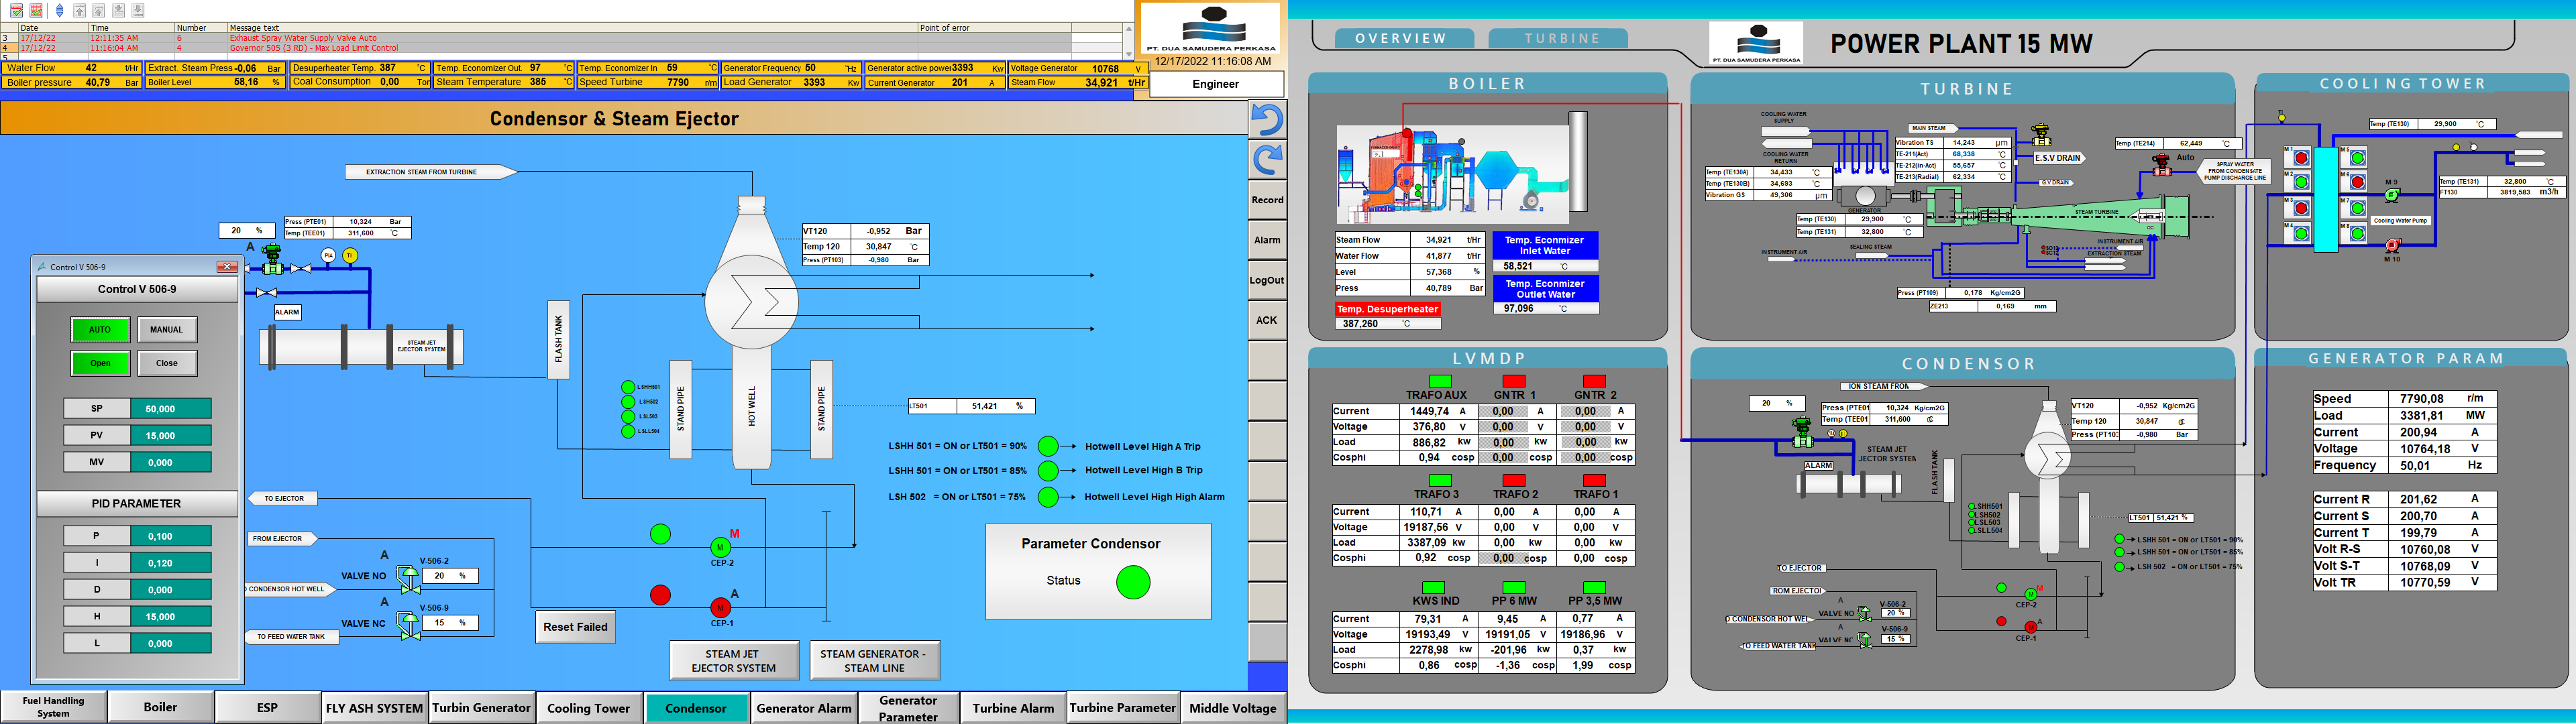 Date Time Number Message text Point of error
3 17/12/22 12:11:35 AM 6 Exhaust Spray Water Supply Valve Auto
4 17/12/22 11:16:04 AM 4 Governor 505 (3 RD) - Max Load Limit Control
5
PT. DUA SAMUDERA PERKASA
12/17/2022 11:16:08 AM
Engineer
Water Flow 42 t/Hr Extract. Steam Press -0,06 Bar Desuperheater Temp. 387 °C Temp. Economizer Out. 97 °C Temp. Economizer In 59 °C Generator Frequency 50 Hz Generator active power 3393 Kw Voltage Generator 10768 V
Boiler pressure 40,79 Bar Boiler Level 58,16 % Coal Consumption 0,00 Ton Steam Temperature 385 °C Speed Turbine 7790 r/m Load Generator 3393 Kw Current Generator 201 A Steam Flow 34,921 t/Hr
Condensor & Steam Ejector
Record
Alarm
LogOut
ACK
EXTRACTION STEAM FROM TURBINE
20 %
Press (PTE01) 10,324 Bar
Temp (TEE01) 311,600 °C
A
PIA TI
ALARM
STEAM JET
EJECTOR SYSTEM
VT120 -0,952 Bar
Temp 120 30,847 °C
Press (PT103) -0,980 Bar
FLASH TANK
STAND PIPE
HOT WELL
STAND PIPE
LSHH501
LSH502
LSL503
LSLL504
LT501 51,421 %
LSHH 501 = ON or LT501 = 90% Hotwell Level High A Trip
LSHH 501 = ON or LT501 = 85% Hotwell Level High B Trip
LSH 502 = ON or LT501 = 75% Hotwell Level High High Alarm
Parameter Condensor
Status
TO EJECTOR
FROM EJECTOR
A V-506-2
VALVE NO 20 %
O CONDENSOR HOT WELL
A V-506-9
VALVE NC 15 %
TO FEED WATER TANK
M
M
CEP-2
A
M
CEP-1
Reset Failed
STEAM JET
EJECTOR SYSTEM
STEAM GENERATOR -
STEAM LINE
Control V 506-9
Control V 506-9
AUTO MANUAL
Open Close
SP 50,000
PV 15,000
MV 0,000
PID PARAMETER
P 0,100
I 0,120
D 0,000
H 15,000
L 0,000
Fuel Handling
System
Boiler
ESP
FLY ASH SYSTEM
Turbin Generator
Cooling Tower
Condensor
Generator Alarm
Generator
Parameter
Turbine Alarm
Turbine Parameter
Middle Voltage
OVERVIEW
TURBINE
PT. DUA SAMUDERA PERKASA
POWER PLANT 15 MW
BOILER
Steam Flow 34,921 t/Hr
Water Flow 41,877 t/Hr
Level 57,368 %
Press 40,789 Bar
Temp. Econmizer
Inlet Water
58,521 °C
Temp. Econmizer
Outlet Water
97,096 °C
Temp. Desuperheater
387,260 °C
TURBINE
COOLING WATER
SUPPLY
COOLING WATER
RETURN
Temp (TE130A) 34,433 °C
Temp (TE130B) 34,693 °C
Vibration GS 49,306 µm
MAIN STEAM
Vibration TS 14,243 µm
TE-211(Act) 68,338 °C
TE-212(in-Act) 55,657 °C
TE-213(Radial) 62,334 °C
E.S.V DRAIN
G.V DRAIN
Temp (TE214) 62,449 °C
Auto
SPRAY WATER
FROM CONDENSATE
PUMP DISCHARGE LINE
GENERATOR
Temp (TE130) 29,900 °C
Temp (TE131) 32,800 °C
STEAM TURBINE
INSTRUMENT AIR
SEALING STEAM
INSTRUMENT AIR
EXTRACTION STEAM
Press (PT109) 0,178 Kg/cm2G
ZE213 0,169 mm
COOLING TOWER
TI
Temp (TE130) 29,900 °C
M 1 M 5
M 2 M 6
M 3 M 7
M 4 M 8
M 9
Cooling Water Pump
M 10
Temp (TE131) 32,800 °C
FT130 3819,583 m3/h
LVMDP
TRAFO AUX GNTR 1 GNTR 2
Current 1449,74 A 0,00 A 0,00 A
Voltage 376,80 V 0,00 V 0,00 V
Load 886,82 kw 0,00 kw 0,00 kw
Cosphi 0,94 cosp 0,00 cosp 0,00 cosp
TRAFO 3 TRAFO 2 TRAFO 1
Current 110,71 A 0,00 A 0,00 A
Voltage 19187,56 V 0,00 V 0,00 V
Load 3387,09 kw 0,00 kw 0,00 kw
Cosphi 0,92 cosp 0,00 cosp 0,00 cosp
KWS IND PP 6 MW PP 3,5 MW
Current 79,31 A 9,45 A 0,77 A
Voltage 19193,49 V 19191,05 V 19186,96 V
Load 2278,98 kw -201,96 kw 0,37 kw
Cosphi 0,86 cosp -1,36 cosp 1,99 cosp
CONDENSOR
ION STEAM FROM
20 %
Press (PTE01 10,324 Kg/cm2G
Temp (TEE01 311,600 °C
ALARM
STEAM JET
JECTOR SYSTEM
FLASH TANK
VT120 -0,952 Kg/cm2G
Temp 120 30,847 °C
Press (PT103 -0,980 Bar
LSHH501
LSH502
LSL503
LSLL504
LT501 51,421 %
LSHH 501 = ON or LT501 = 90%
LSHH 501 = ON or LT501 = 85%
LSH 502 = ON or LT501 = 75%
TO EJECTOR
ROM EJECTOR
A V-506-2
VALVE NO 20 %
O CONDENSOR HOT WEL
A V-506-9
VALVE NC 15 %
TO FEED WATER TANK
M
M
CEP-2
A
M
CEP-1
GENERATOR PARAM
Speed 7790,08 r/m
Load 3381,81 MW
Current 200,94 A
Voltage 10764,18 V
Frequency 50,01 Hz
Current R 201,62 A
Current S 200,70 A
Current T 199,79 A
Volt R-S 10760,08 V
Volt S-T 10768,09 V
Volt TR 10770,59 V